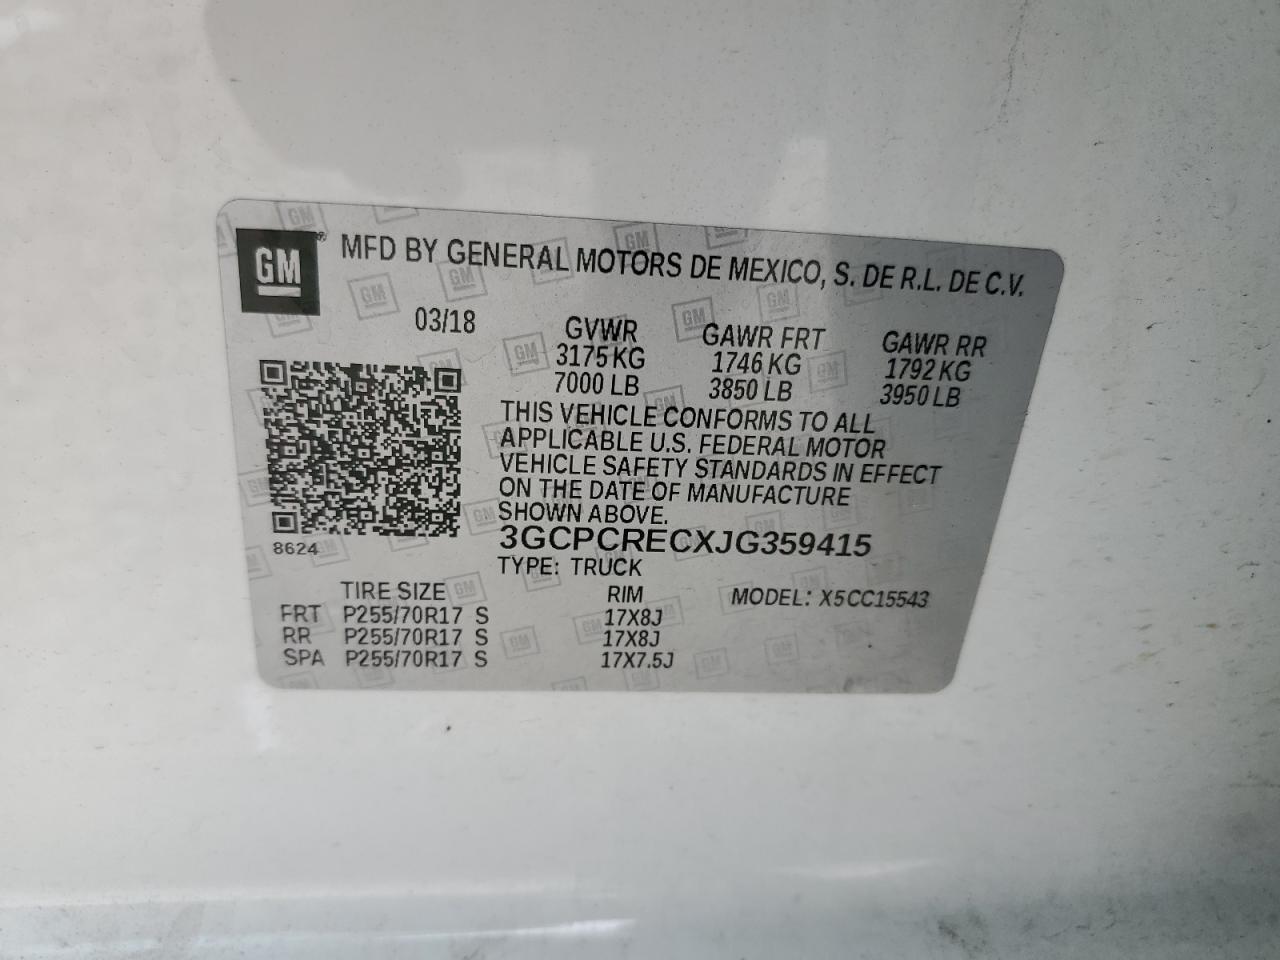 GM ® MFD BY GENERAL MOTORS DE MEXICO, S. DE R.L. DE C.V.
03/18
GVWR GAWR FRT GAWR RR
3175 KG 1746 KG 1792 KG
7000 LB 3850 LB 3950 LB
THIS VEHICLE CONFORMS TO ALL
APPLICABLE U.S. FEDERAL MOTOR
VEHICLE SAFETY STANDARDS IN EFFECT
ON THE DATE OF MANUFACTURE
SHOWN ABOVE.
8624
3GCPCRECXJG359415
TYPE: TRUCK
TIRE SIZE RIM MODEL: X5CC15543
FRT P255/70R17 S 17X8J
RR P255/70R17 S 17X8J
SPA P255/70R17 S 17X7.5J